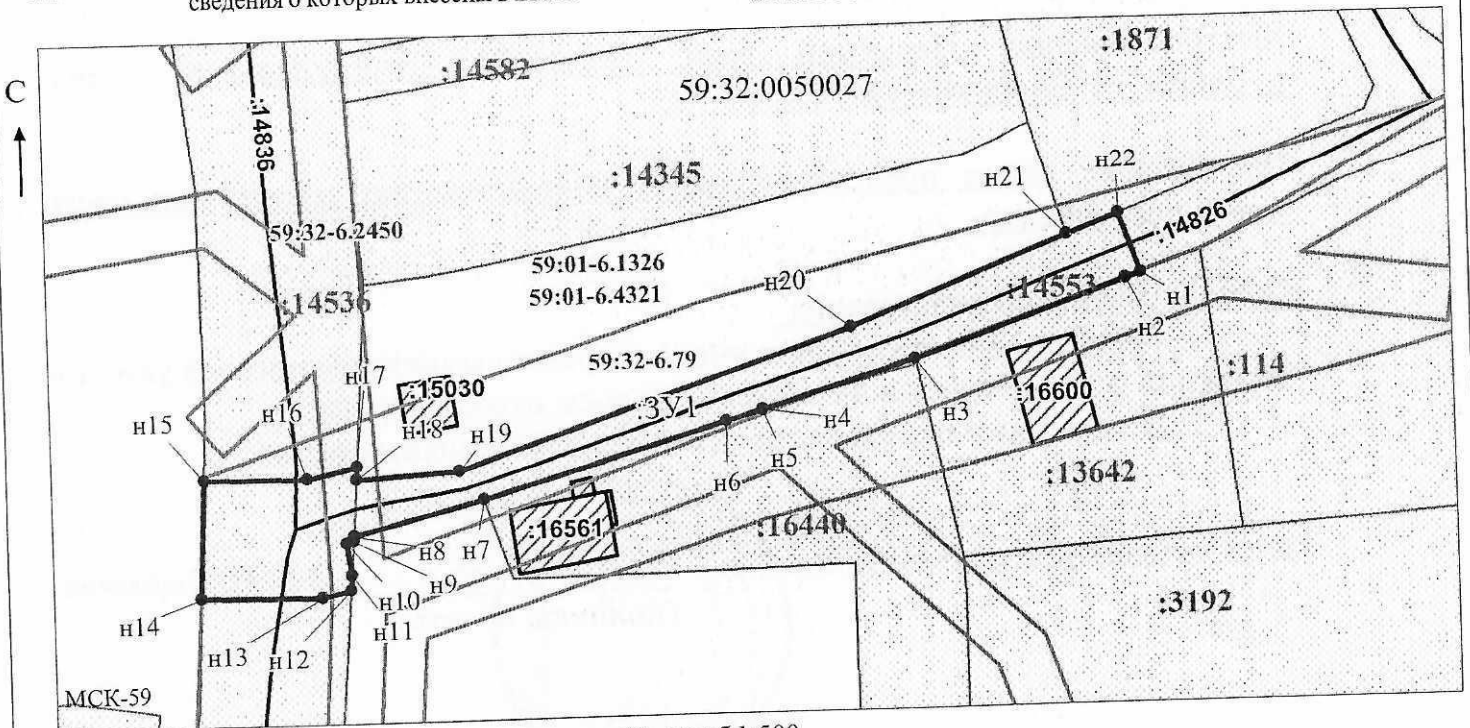 сведения о которых внесены в
:1871
:14582
59:32:0050027
С
:14836
:14345
н22
н21
:14826
59:32-6.2450
59:01-6.1326
59:01-6.4321
н20
:14553
н1
:14536
н2
59:32-6.79
н17
:15030
:114
:16600
н16
:ЗУ1
н3
н15
н18
н4
н19
н5
н6
:13642
:16561
:16440
н8
н7
н9
н10
:3192
н14
н11
н13
н12
МСК-59